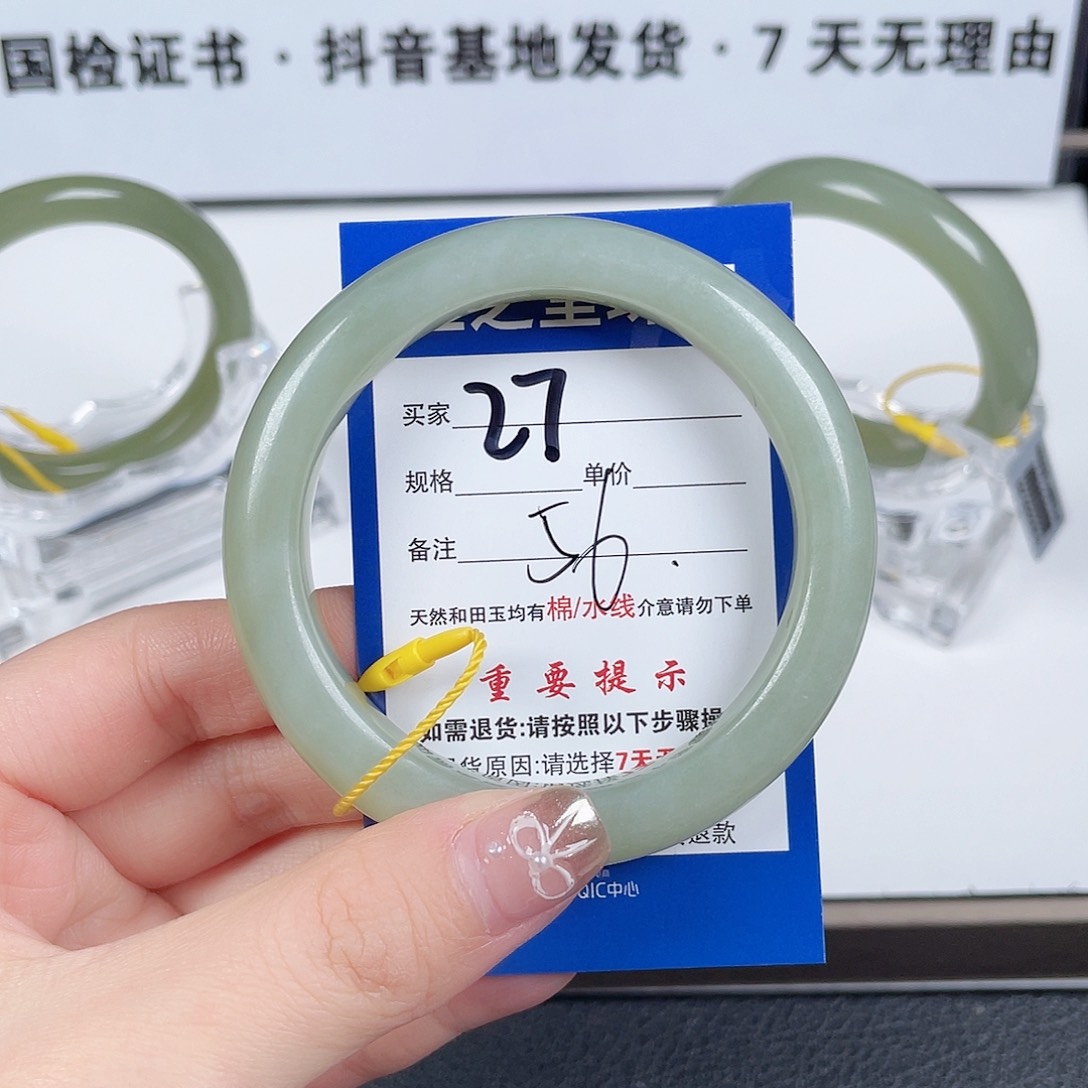 国检证书·抖音基地发货·7天无理由
买家 27
规格 单价
备注 56.
天然和田玉均有棉/水线介意请勿下单
重要提示
如需退货:请按照以下步骤操
货原因:请选择7天无
退款
QIC中心